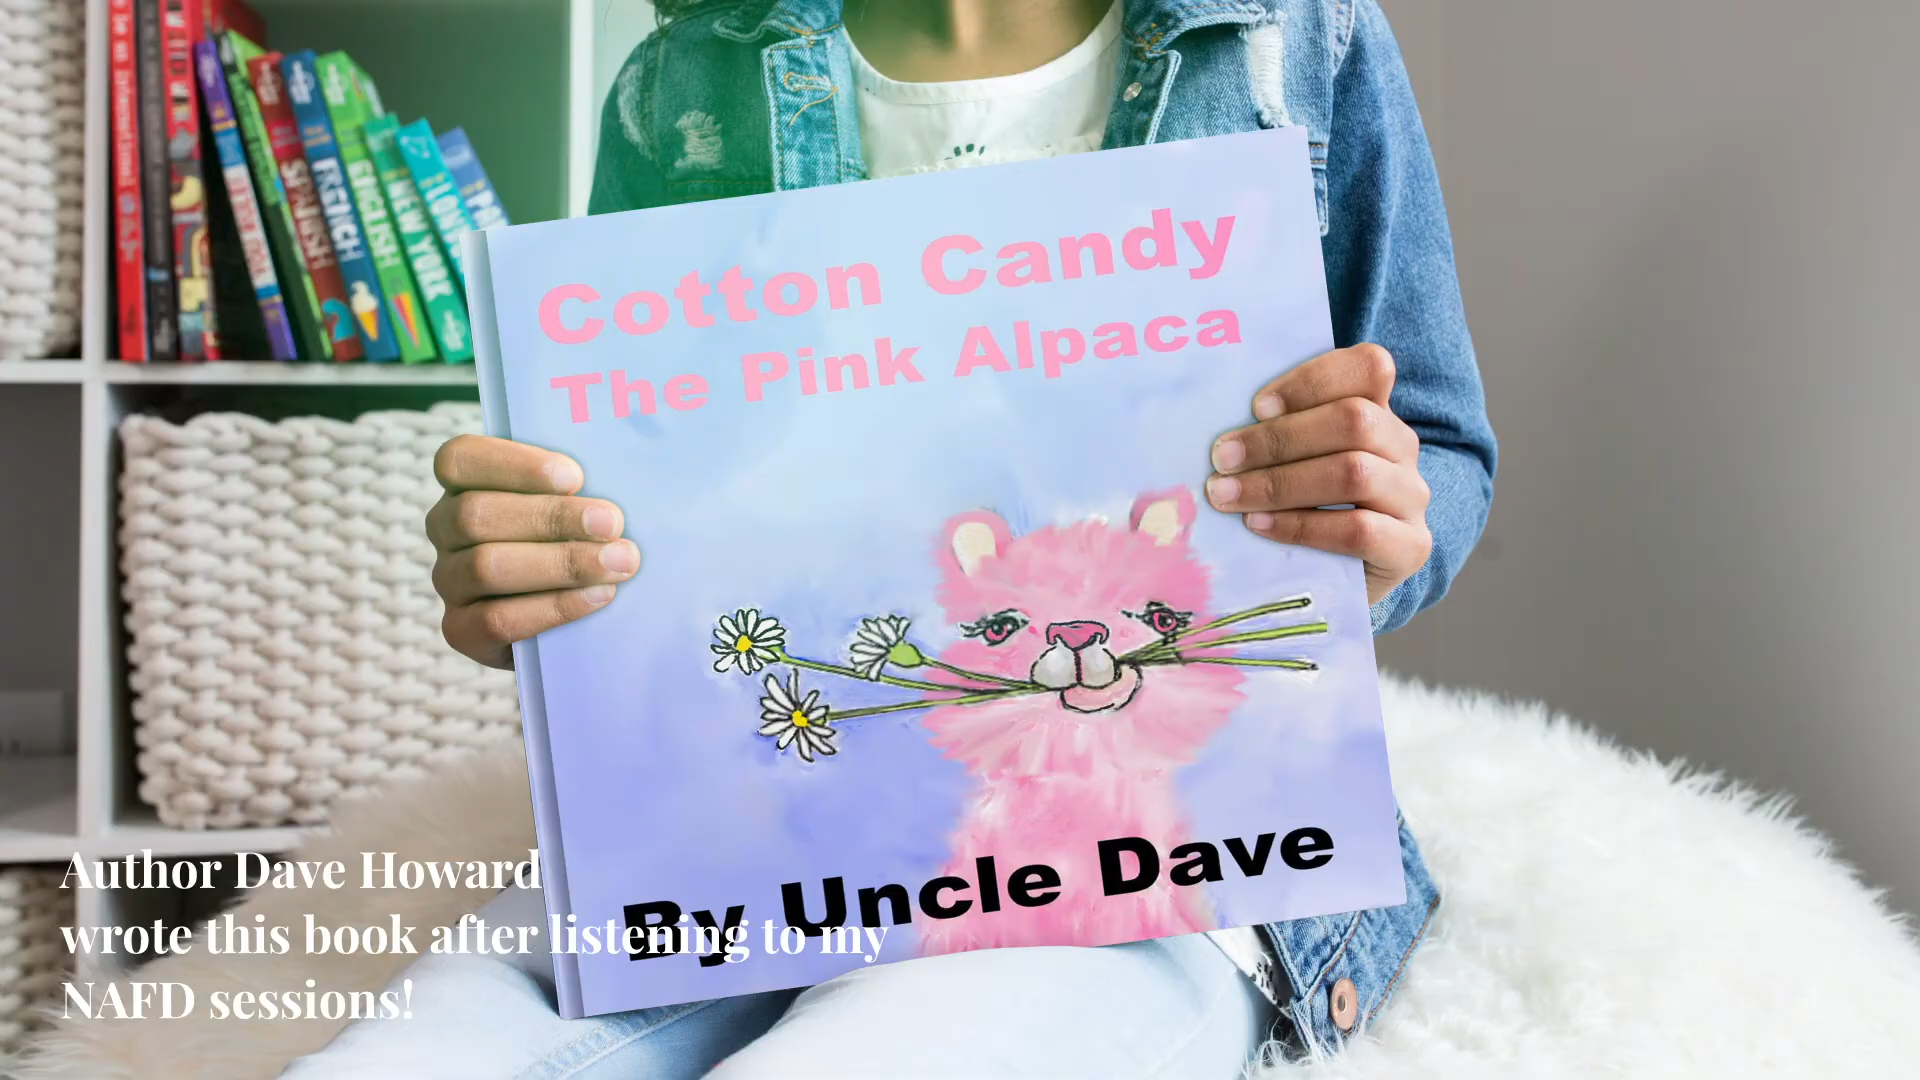 SPANISH
FRENCH
ENGLISH
NEW YORK
Cotton Candy
The Pink Alpaca
By Uncle Dave
Author Dave Howard
wrote this book after listening to my
NAFD sessions!